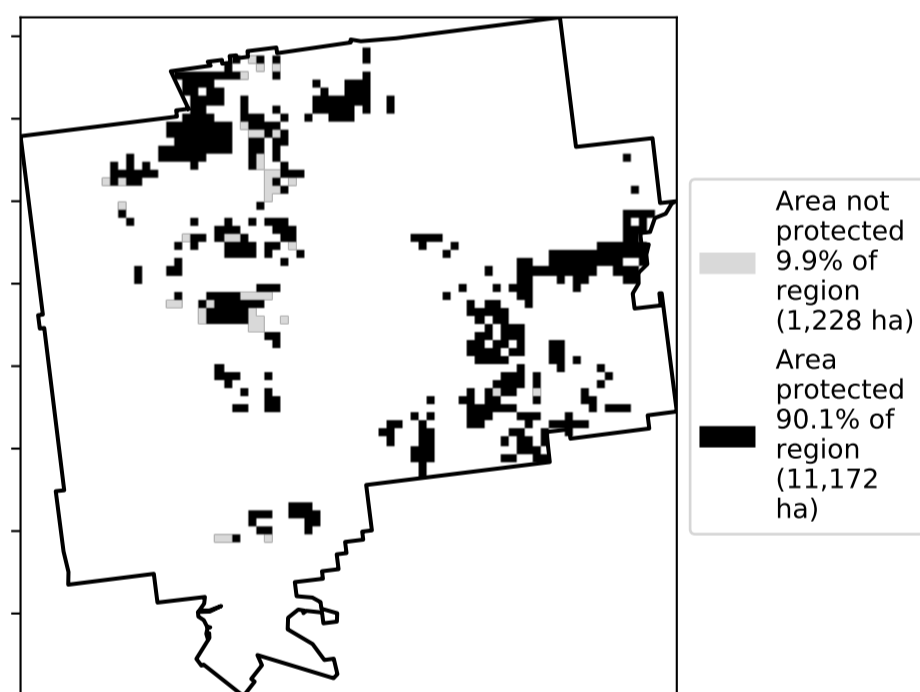 Area not
protected
9.9% of
region
(1,228 ha)
Area
protected
90.1% of
region
(11,172
ha)